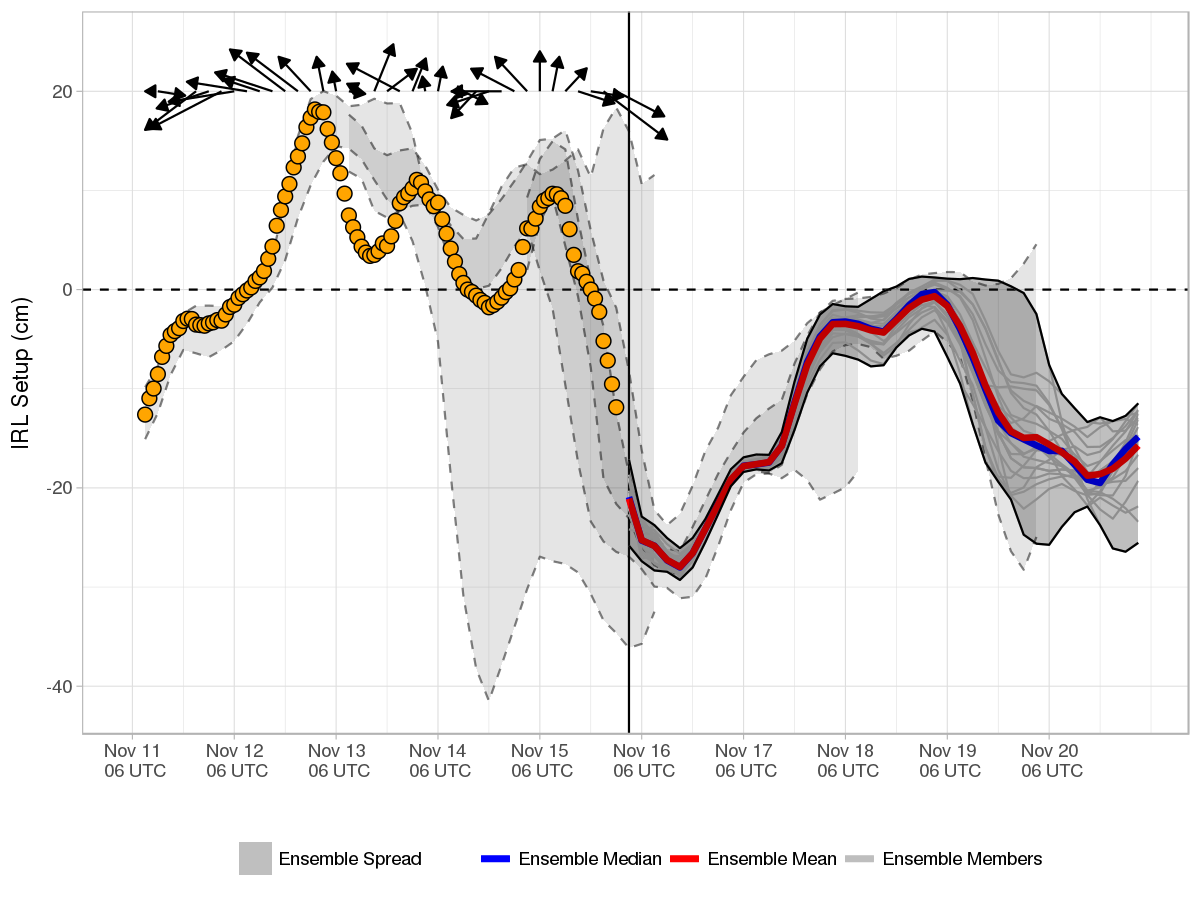 IRL Setup (cm)
20
0
-20
-40
Nov 11 Nov 12 Nov 13 Nov 14 Nov 15 Nov 16 Nov 17 Nov 18 Nov 19 Nov 20
06 UTC 06 UTC 06 UTC 06 UTC 06 UTC 06 UTC 06 UTC 06 UTC 06 UTC 06 UTC
Ensemble Spread Ensemble Median Ensemble Mean Ensemble Members